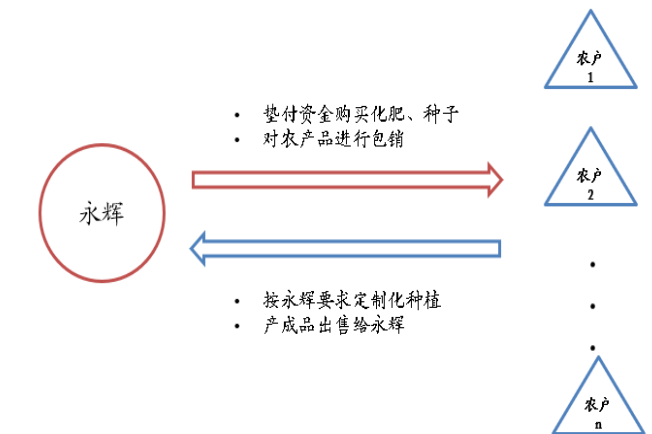 农户
1
• 垫付资金购买化肥、种子
• 对农产品进行包销
农户
2
永辉
• 按永辉要求定制化种植
• 产成品出售给永辉
农户
n